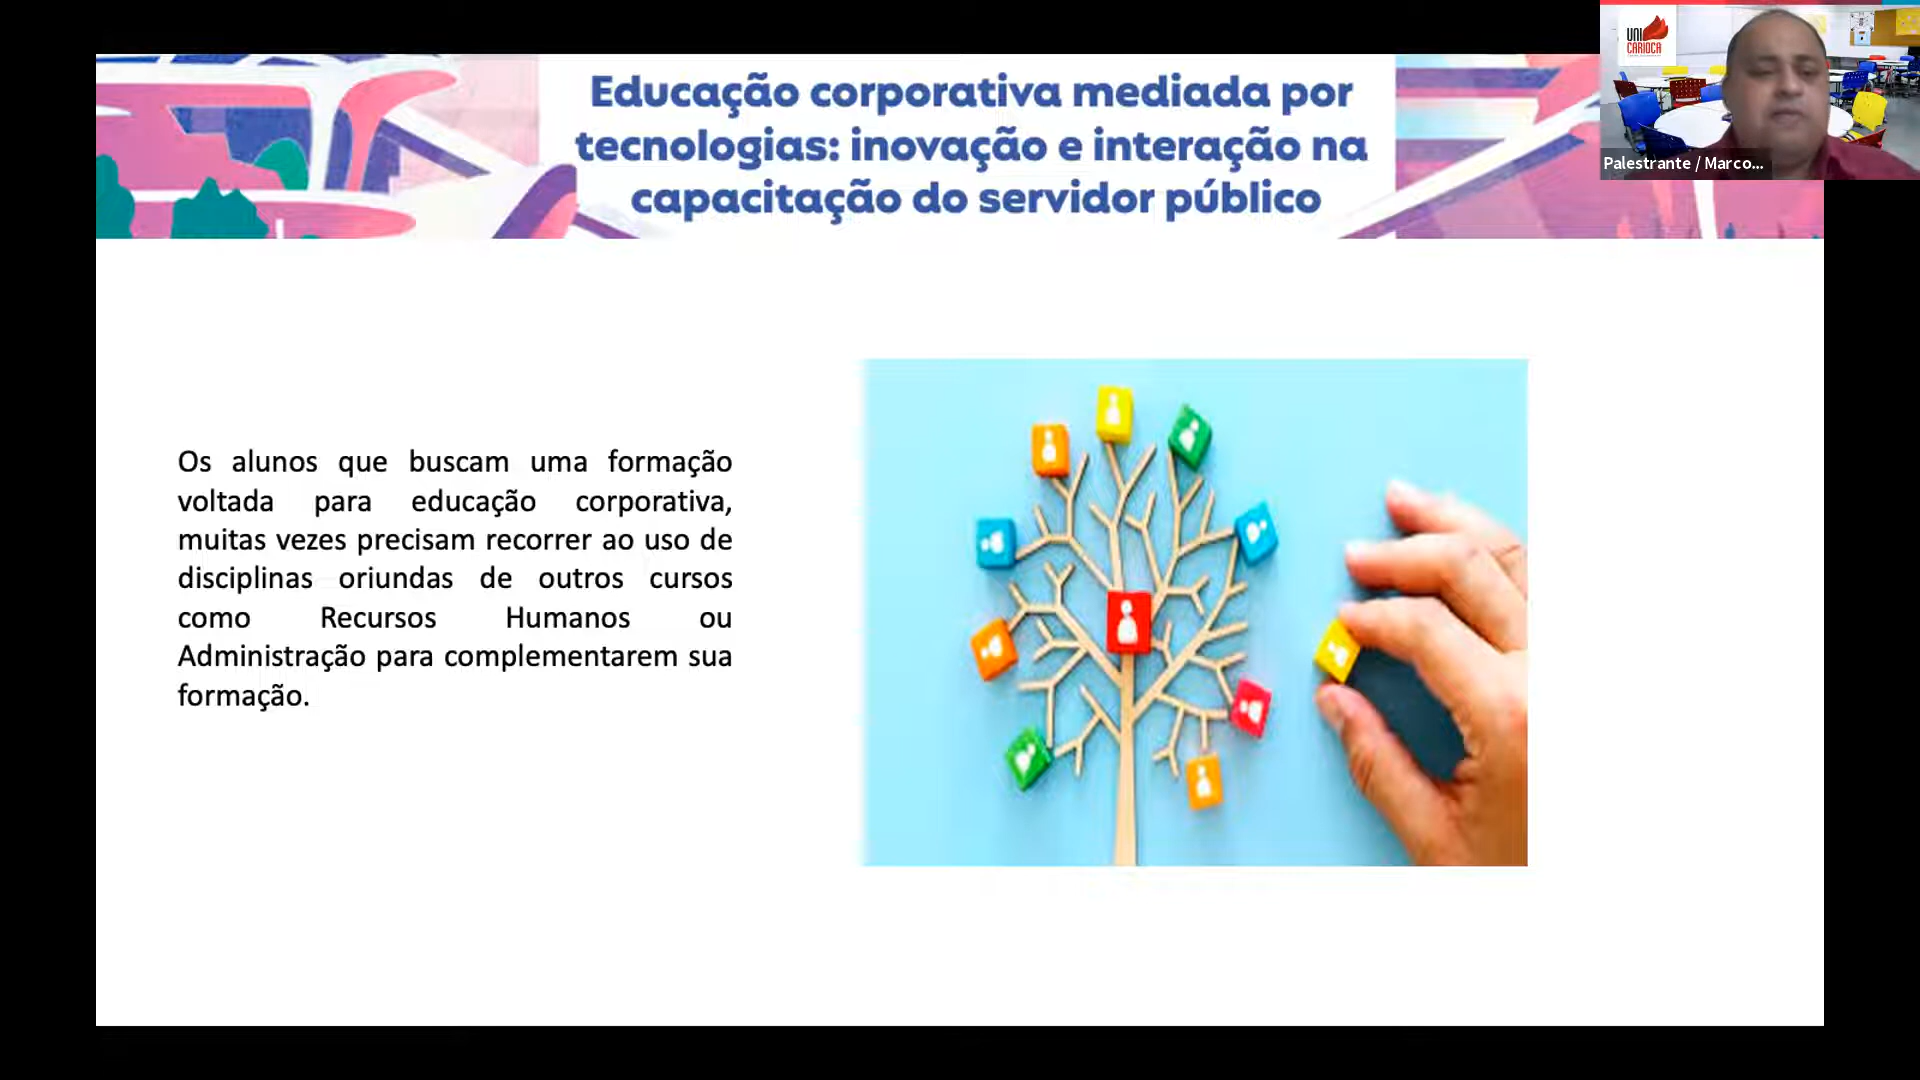 Educação corporativa mediada por
tecnologias: inovação e interação na
capacitação do servidor público
UNI
CARIOCA
Palestrante / Marco...
Os alunos que buscam uma formação
voltada para educação corporativa,
muitas vezes precisam recorrer ao uso de
disciplinas oriundas de outros cursos
como Recursos Humanos ou
Administração para complementarem sua
formação.